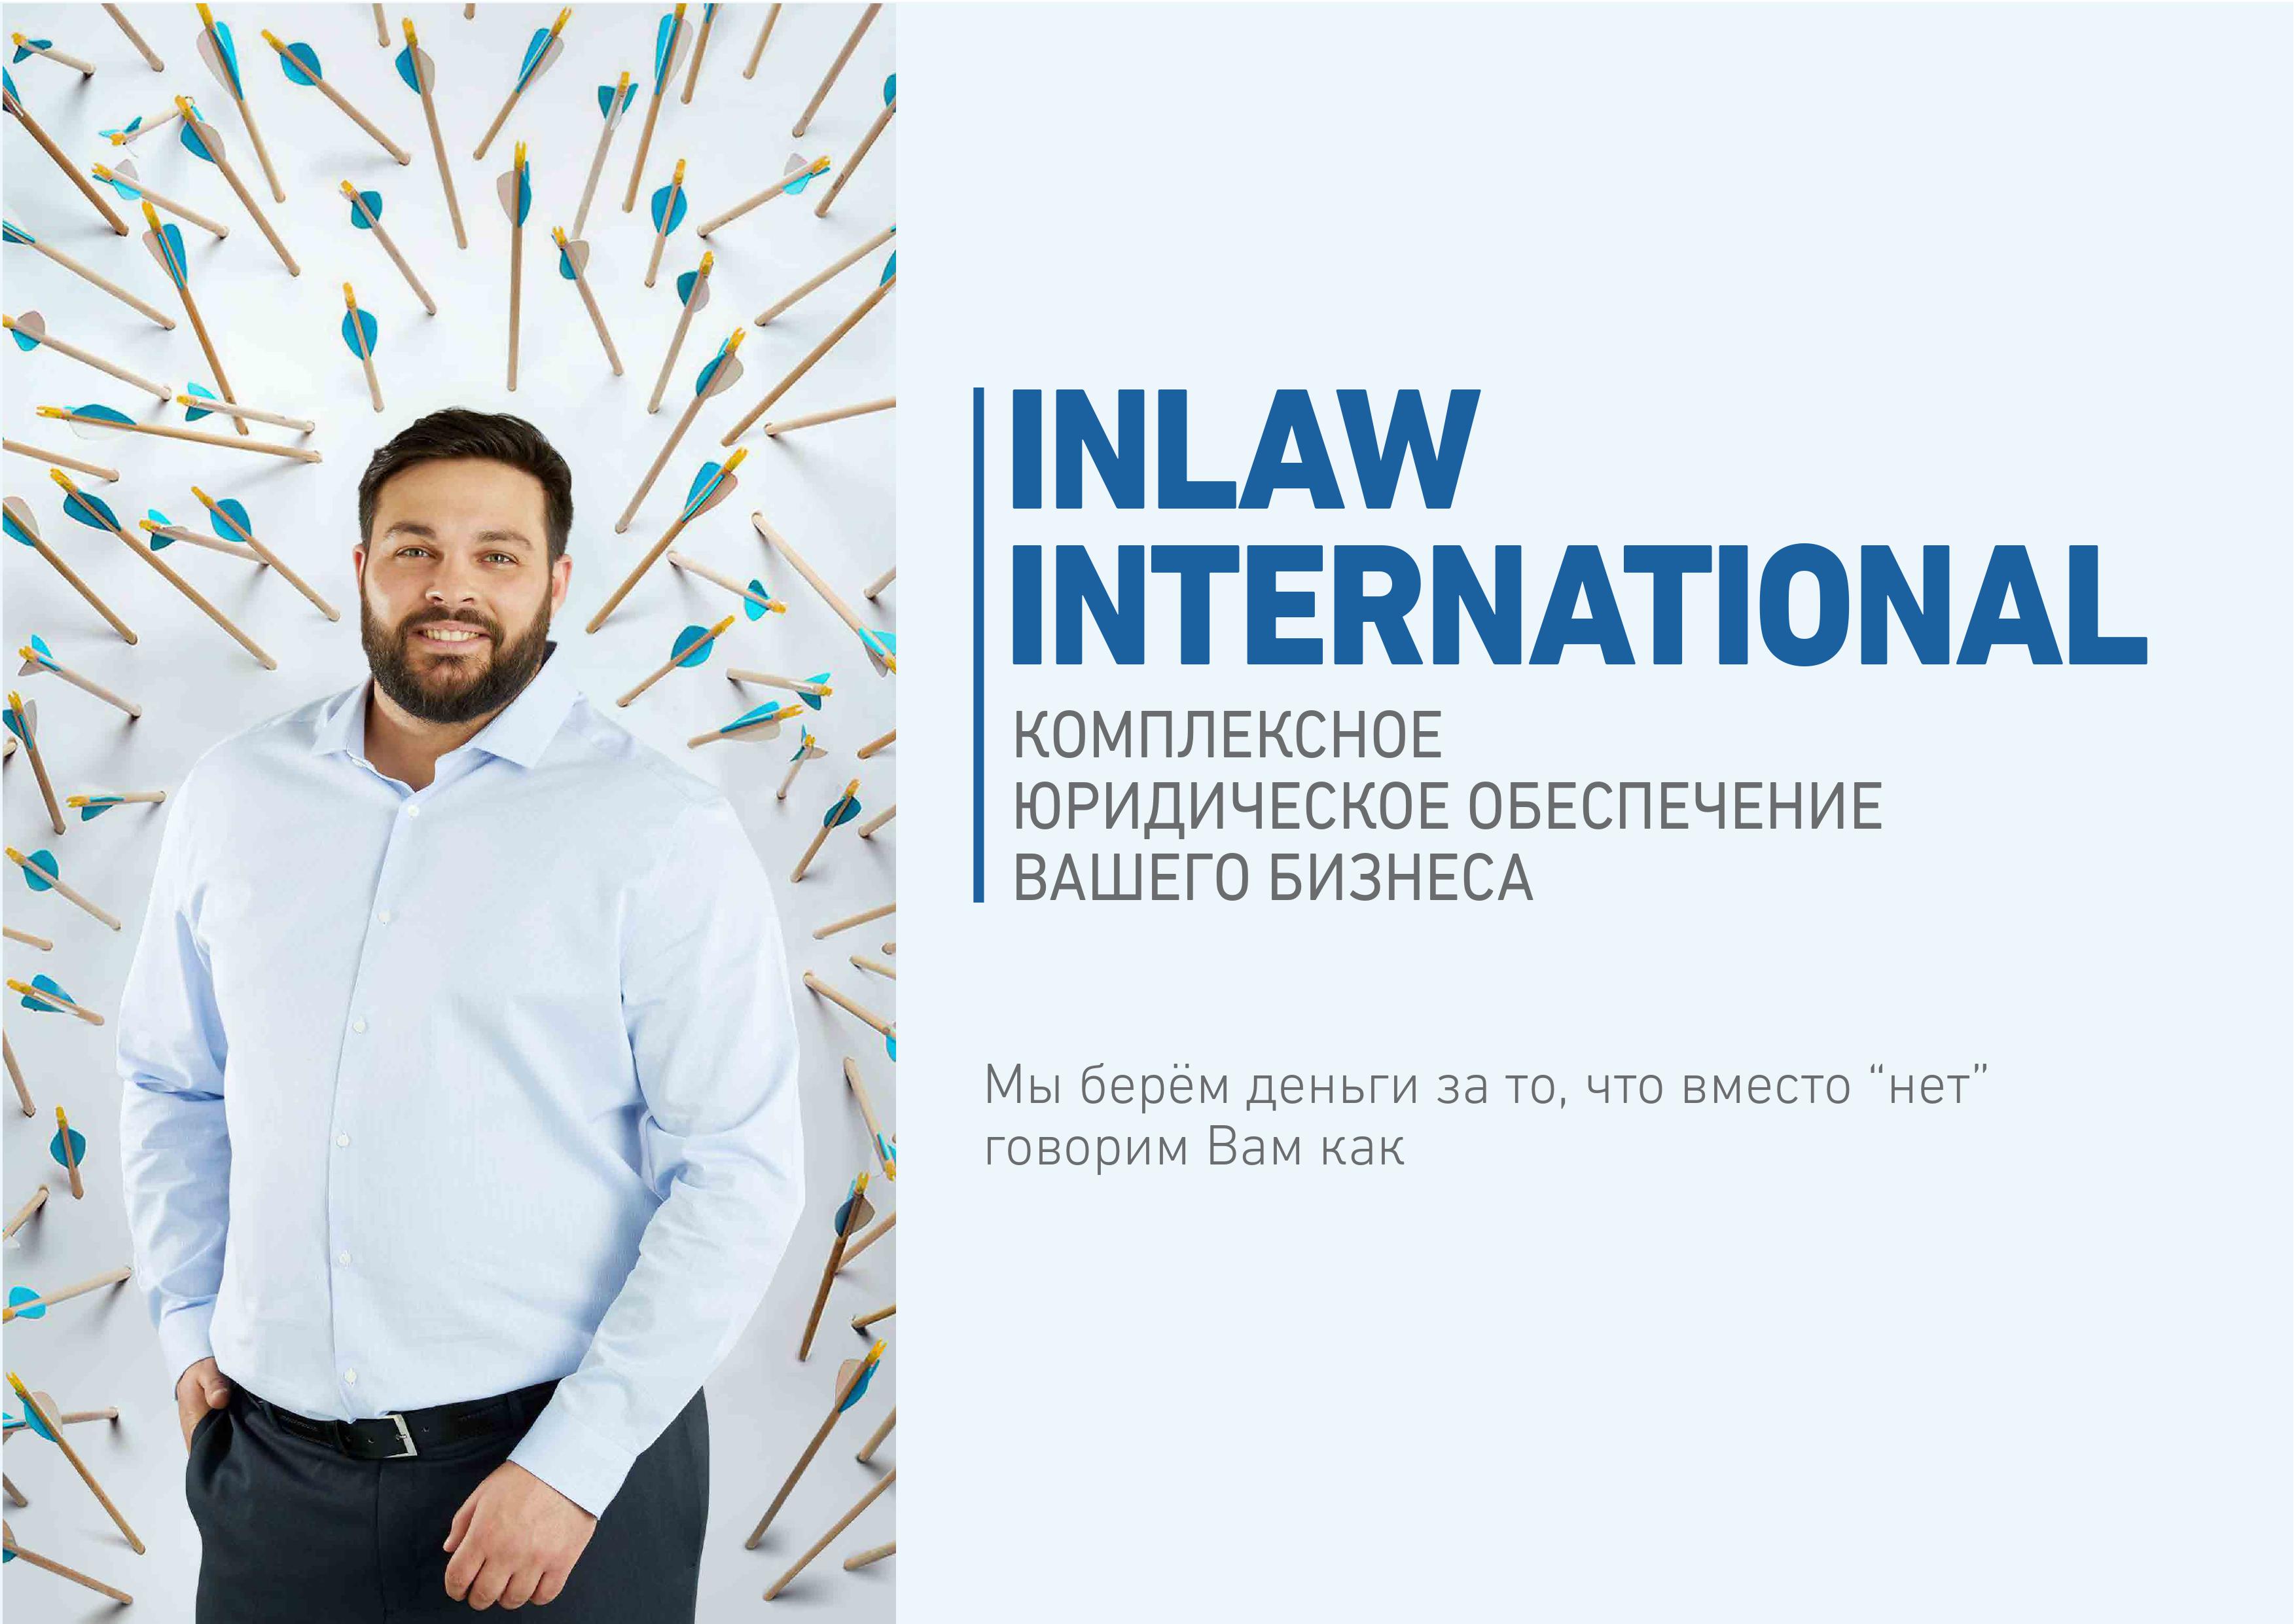 INLAW
INTERNATIONAL
КОМПЛЕКСНОЕ
ЮРИДИЧЕСКОЕ ОБЕСПЕЧЕНИЕ
ВАШЕГО БИЗНЕСА
Мы берём деньги за то, что вместо “нет”
говорим Вам как